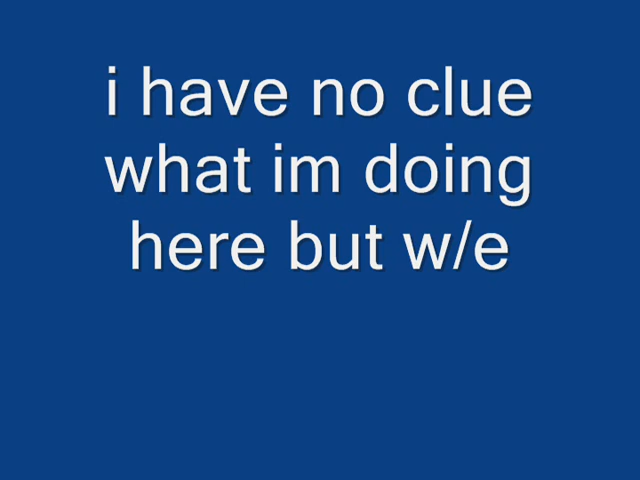 i have no clue
what im doing
here but w/e